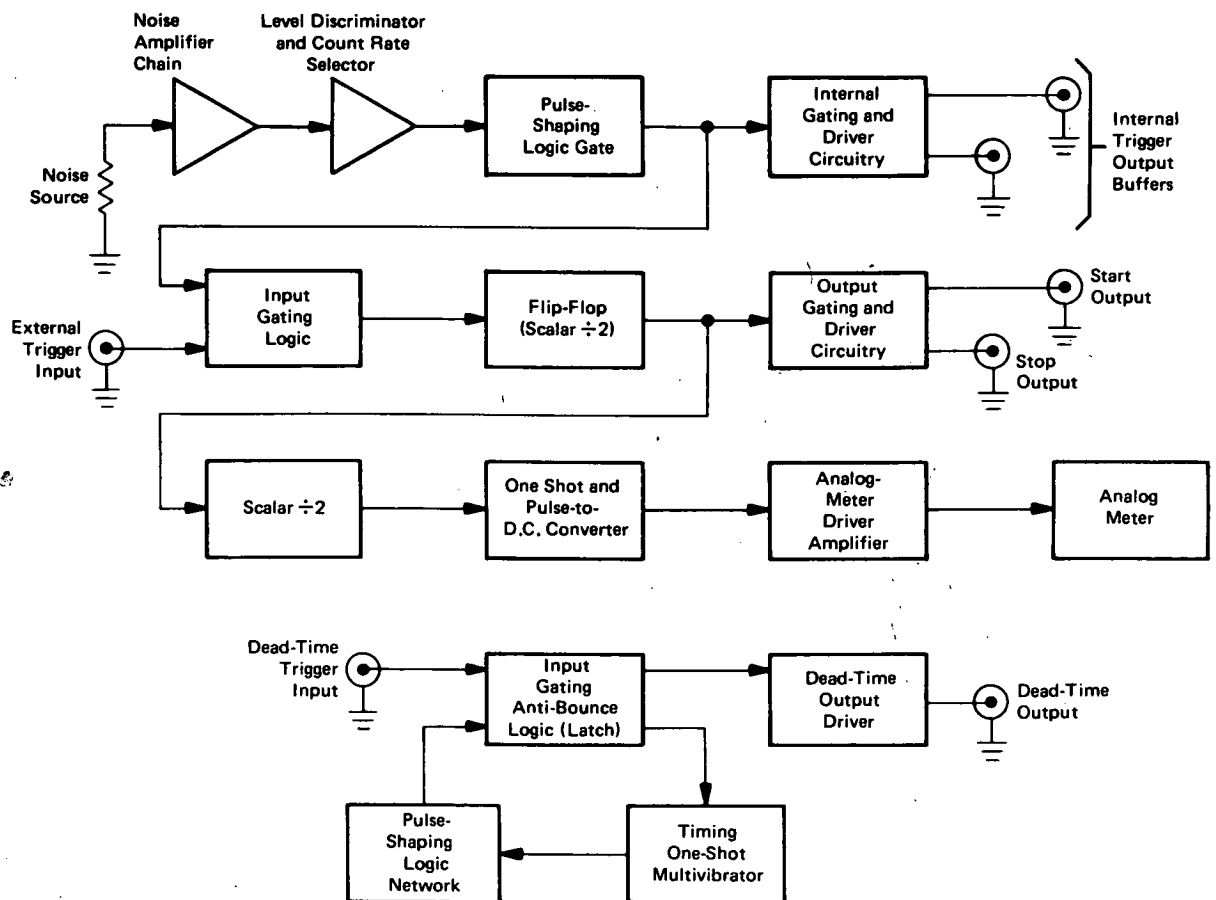 Noise
Amplifier
Chain
Level Discriminator
and Count Rate
Selector
Pulse-
Shaping
Logic Gate
Internal
Gating and
Driver
Circuitry
Internal
Trigger
Output
Buffers
Noise
Source
External
Trigger
Input
Input
Gating
Logic
Flip-Flop
(Scalar ÷2)
Output
Gating and
Driver
Circuitry
Start
Output
Stop
Output
Scalar ÷2
One Shot and
Pulse-to-
D.C. Converter
Analog-
Meter
Driver
Amplifier
Analog
Meter
Dead-Time
Trigger
Input
Input
Gating
Anti-Bounce
Logic (Latch)
Dead-Time
Output
Driver
Dead-Time
Output
Pulse-
Shaping
Logic
Network
Timing
One-Shot
Multivibrator